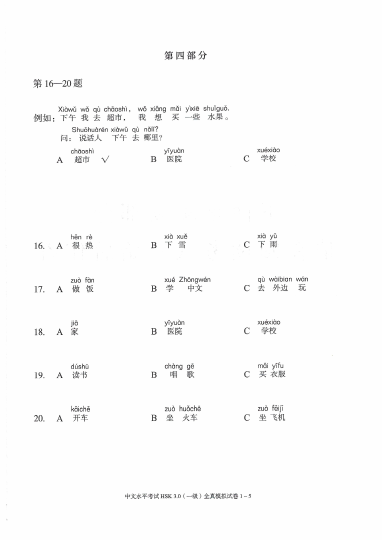 第四部分
第16—20题
Xiàwǔ wǒ qù chāoshì, wǒ xiǎng mǎi yìxiē shuǐguǒ.
例如：下午 我 去 超市， 我 想 买 一些 水果。
Shuōhuàrén xiàwǔ qù nǎlǐ?
问： 说话人 下午 去 哪里？
chāoshì yīyuàn xuéxiào
A 超市 √ B 医院 C 学校
hěn rè xià xuě xià yǔ
16. A 很 热 B 下 雪 C 下 雨
zuò fàn xué Zhōngwén qù wàibian wán
17. A 做 饭 B 学 中文 C 去 外边 玩
jiā yīyuàn xuéxiào
18. A 家 B 医院 C 学校
dúshū chàng gē mǎi yīfu
19. A 读书 B 唱 歌 C 买 衣服
kāichē zuò huǒchē zuò fēijī
20. A 开车 B 坐 火车 C 坐 飞机
中文水平考试 HSK 3.0（一级）全真模拟试卷 1－5